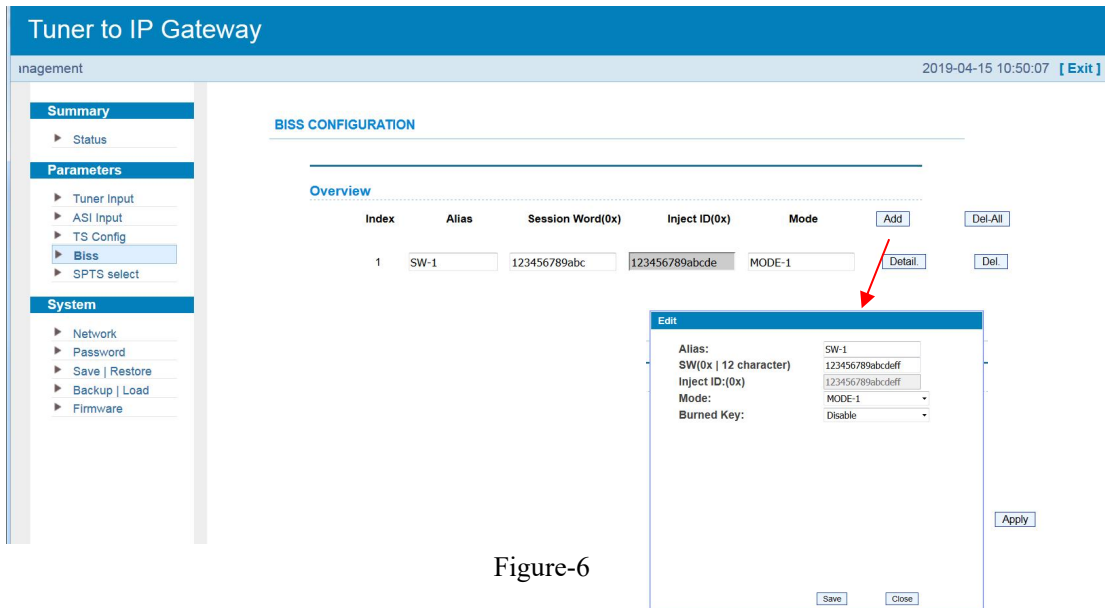 Tuner to IP Gateway
nagement 2019-04-15 10:50:07 [ Exit ]
Summary
Status
Parameters
Tuner Input
ASI Input
TS Config
Biss
SPTS select
System
Network
Password
Save | Restore
Backup | Load
Firmware
BISS CONFIGURATION
Overview
Index Alias Session Word(0x) Inject ID(0x) Mode Add Del-All
1 SW-1 123456789abc 123456789abcde MODE-1 Detail. Del.
Edit
Alias: SW-1
SW(0x | 12 character) 123456789abcdeff
Inject ID:(0x) 123456789abcdeff
Mode: MODE-1
Burned Key: Disable
Save Close
Apply
Figure-6